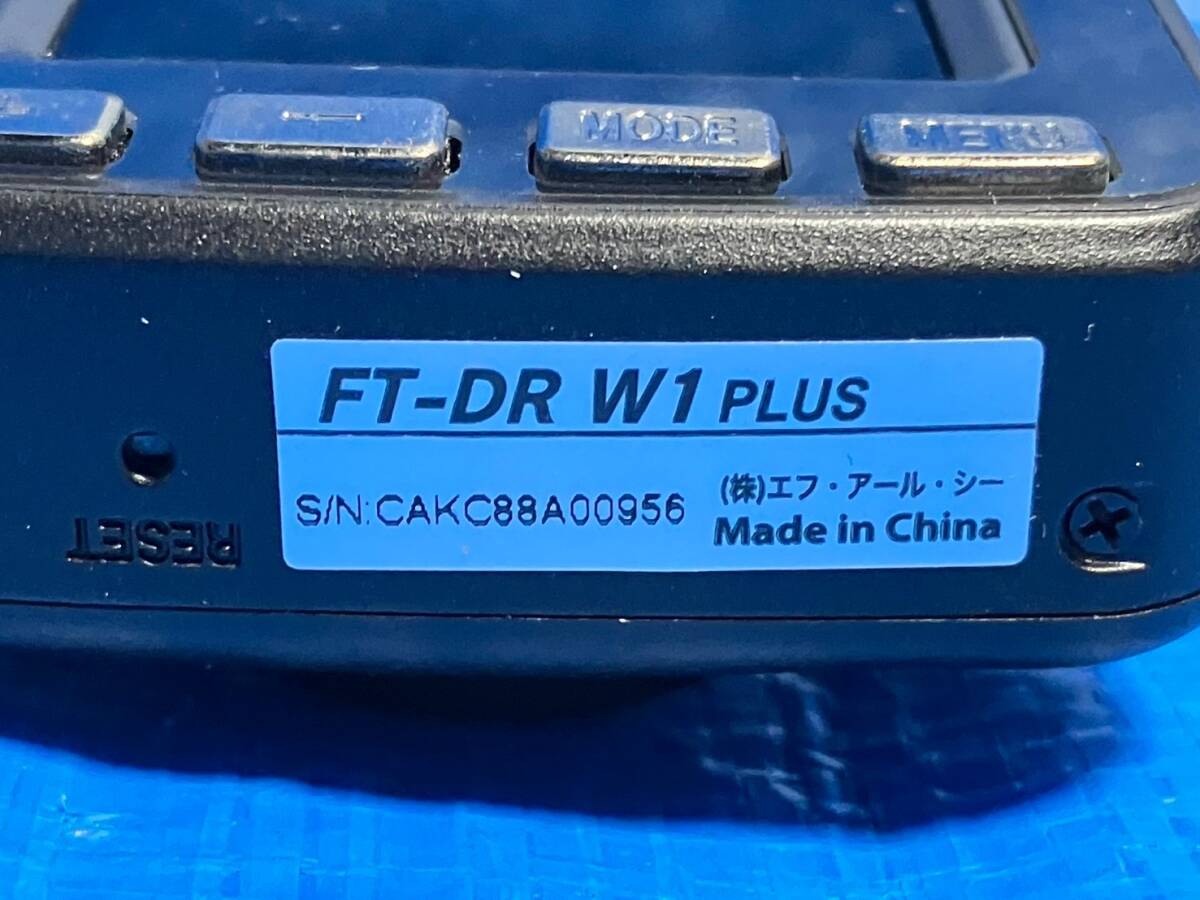 MODE
MENU
FT-DR W1 PLUS
S/N:CAKC88A00956
(株)エフ・アール・シー
Made in China
RESET